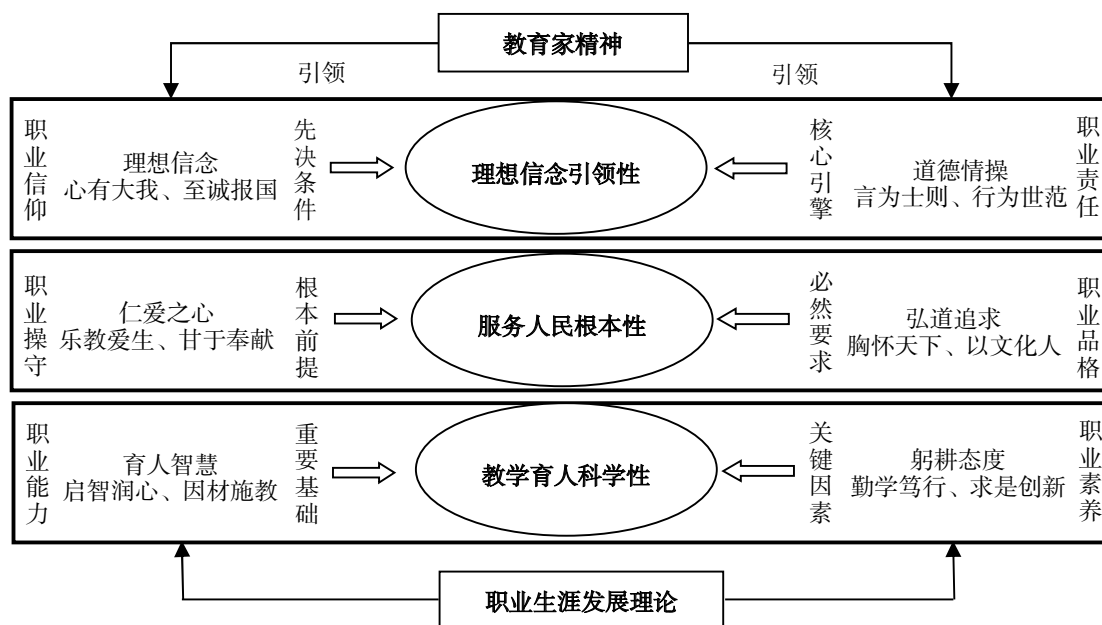 教育家精神
引领
引领
职业信仰
理想信念
心有大我、至诚报国
先决条件
理想信念引领性
核心引擎
道德情操
言为士则、行为世范
职业责任
职业操守
仁爱之心
乐教爱生、甘于奉献
根本前提
服务人民根本性
必然要求
弘道追求
胸怀天下、以文化人
职业品格
职业能力
育人智慧
启智润心、因材施教
重要基础
教学育人科学性
关键因素
躬耕态度
勤学笃行、求是创新
职业素养
职业生涯发展理论